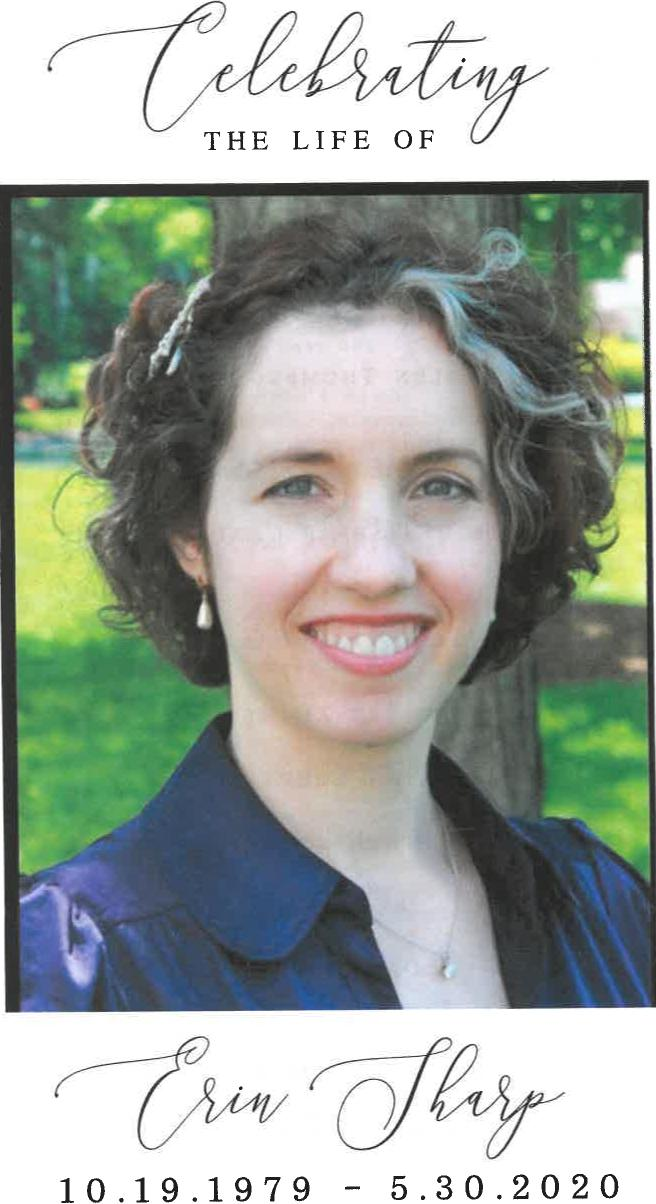 Celebrating
THE LIFE OF
Erin Sharp
10.19.1979 - 5.30.2020